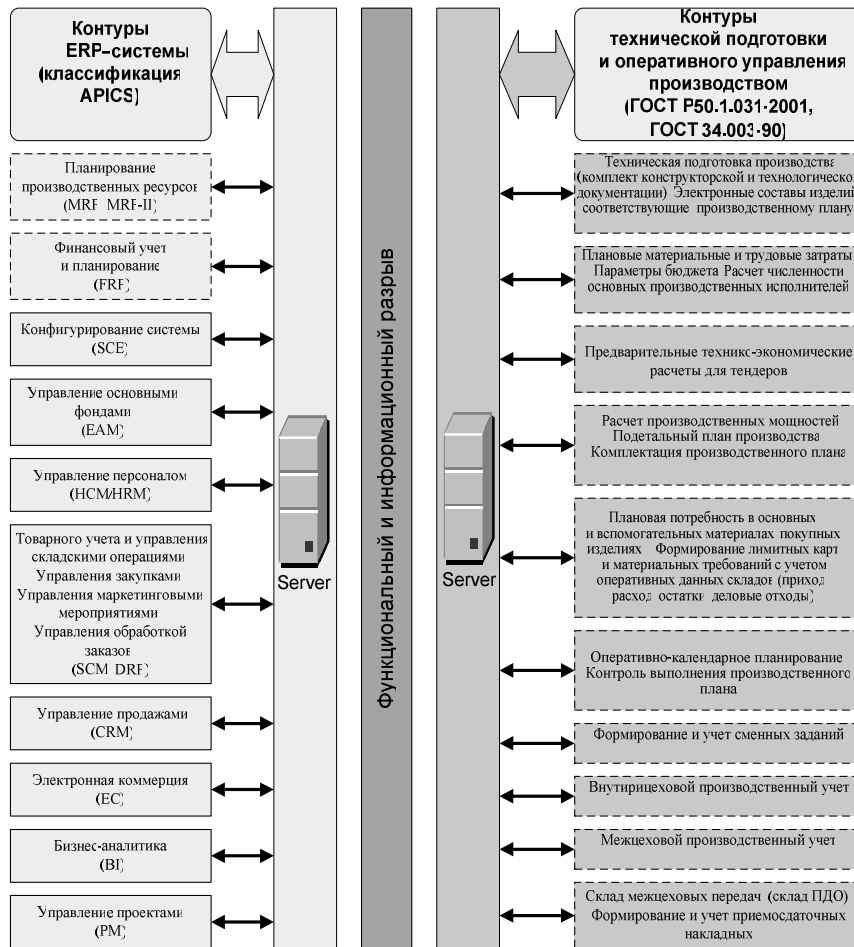 Контуры
ERP–системы
(классификация
APICS)
Планирование
производственных ресурсов
(MRP MRP-II)
Финансовый учет
и планирование
(FRP)
Конфигурирование системы
(SCE)
Управление основными
фондами
(EAM)
Управление персоналом
(HCM/HRM)
Товарного учета и управления
складскими операциями
Управления закупками
Управления маркетинговыми
мероприятиями
Управления обработкой
заказов
(SCM DRP)
Управление продажами
(CRM)
Электронная коммерция
(EC)
Бизнес-аналитика
(BI)
Управление проектами
(PM)
Server
Функциональный и информационный разрыв
Server
Контуры
технической подготовки
и оперативного управления
производством
(ГОСТ Р50.1.031-2001,
ГОСТ 34.003-90)
Техническая подготовка производства
(комплект конструкторской и технологической
документации) Электронные составы изделий
соответствующие производственному плану
Плановые материальные и трудовые затраты
Параметры бюджета Расчет численности
основных производственных исполнителей
Предварительные технико-экономические
расчеты для тендеров
Расчет производственных мощностей
Подетальный план производства
Комплектация производственного плана
Плановая потребность в основных
и вспомогательных материалах покупных
изделиях Формирование лимитных карт
и материальных требований с учетом
оперативных данных складов (приход
расход остатки деловые отходы)
Оперативно-календарное планирование
Контроль выполнения производственного
плана
Формирование и учет сменных заданий
Внутирицеховой производственный учет
Межцеховой производственный учет
Склад межцеховых передач (склад ПДО)
Формирование и учет приемосдаточных
накладных